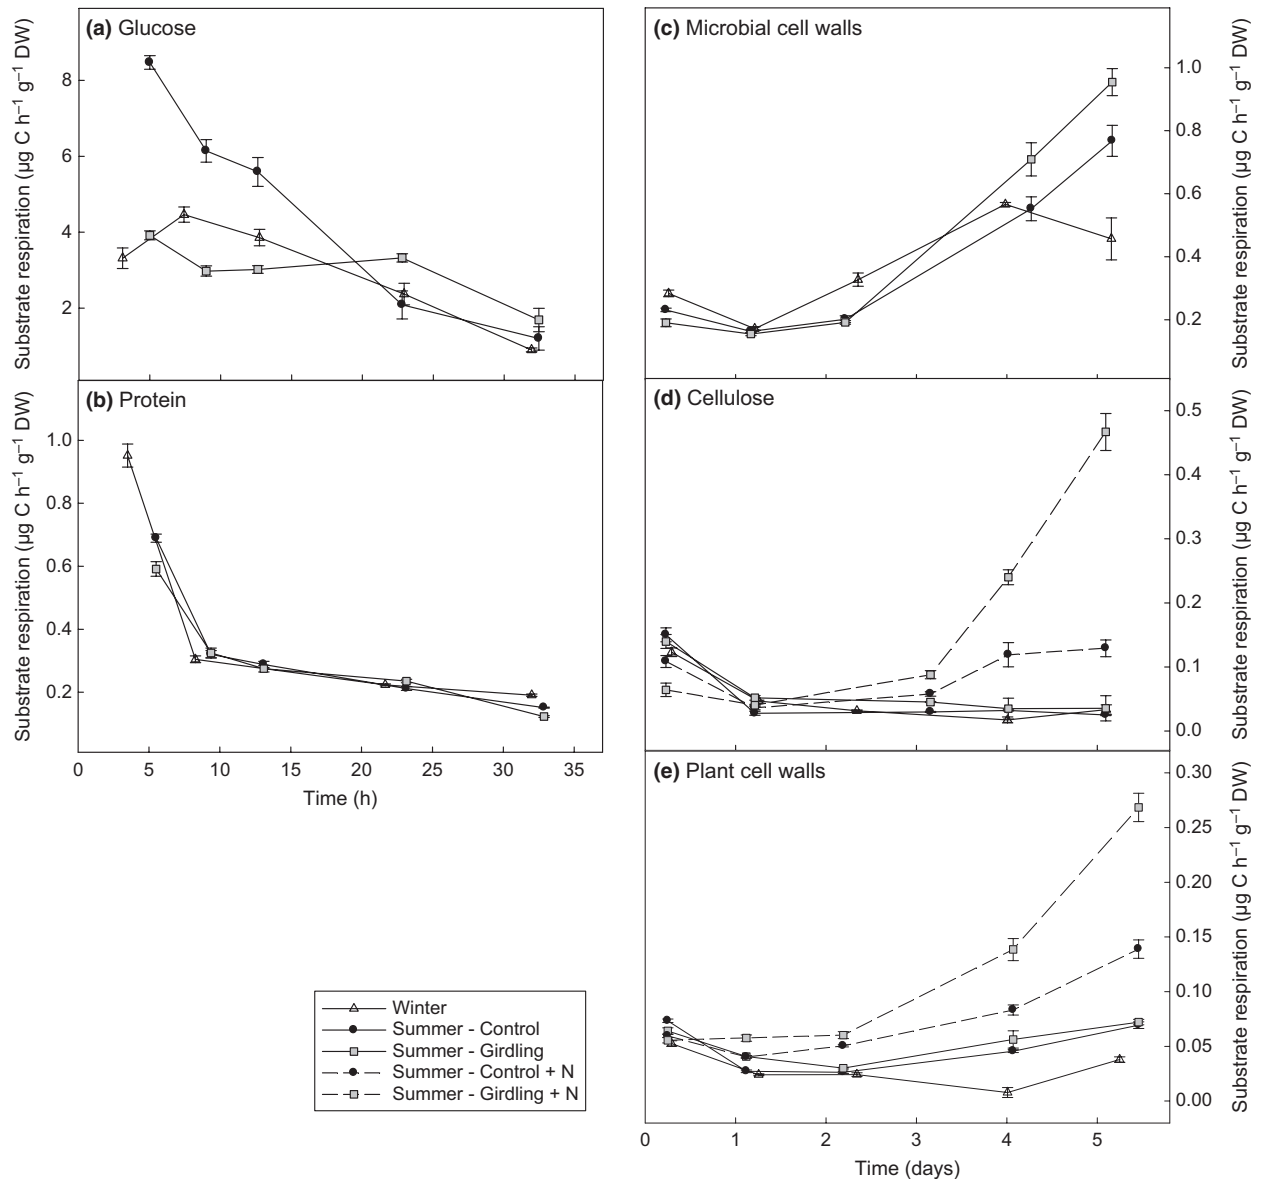 (a) Glucose
Substrate respiration (µg C h−1 g−1 DW)
8
6
4
2
(b) Protein
Substrate respiration (µg C h−1 g−1 DW)
1.0
0.8
0.6
0.4
0.2
0 5 10 15 20 25 30 35
Time (h)
Winter
Summer - Control
Summer - Girdling
Summer - Control + N
Summer - Girdling + N
(c) Microbial cell walls
Substrate respiration (µg C h−1 g−1 DW)
1.0
0.8
0.6
0.4
0.2
(d) Cellulose
Substrate respiration (µg C h−1 g−1 DW)
0.5
0.4
0.3
0.2
0.1
0.0
(e) Plant cell walls
Substrate respiration (µg C h−1 g−1 DW)
0.30
0.25
0.20
0.15
0.10
0.05
0.00
0 1 2 3 4 5
Time (days)